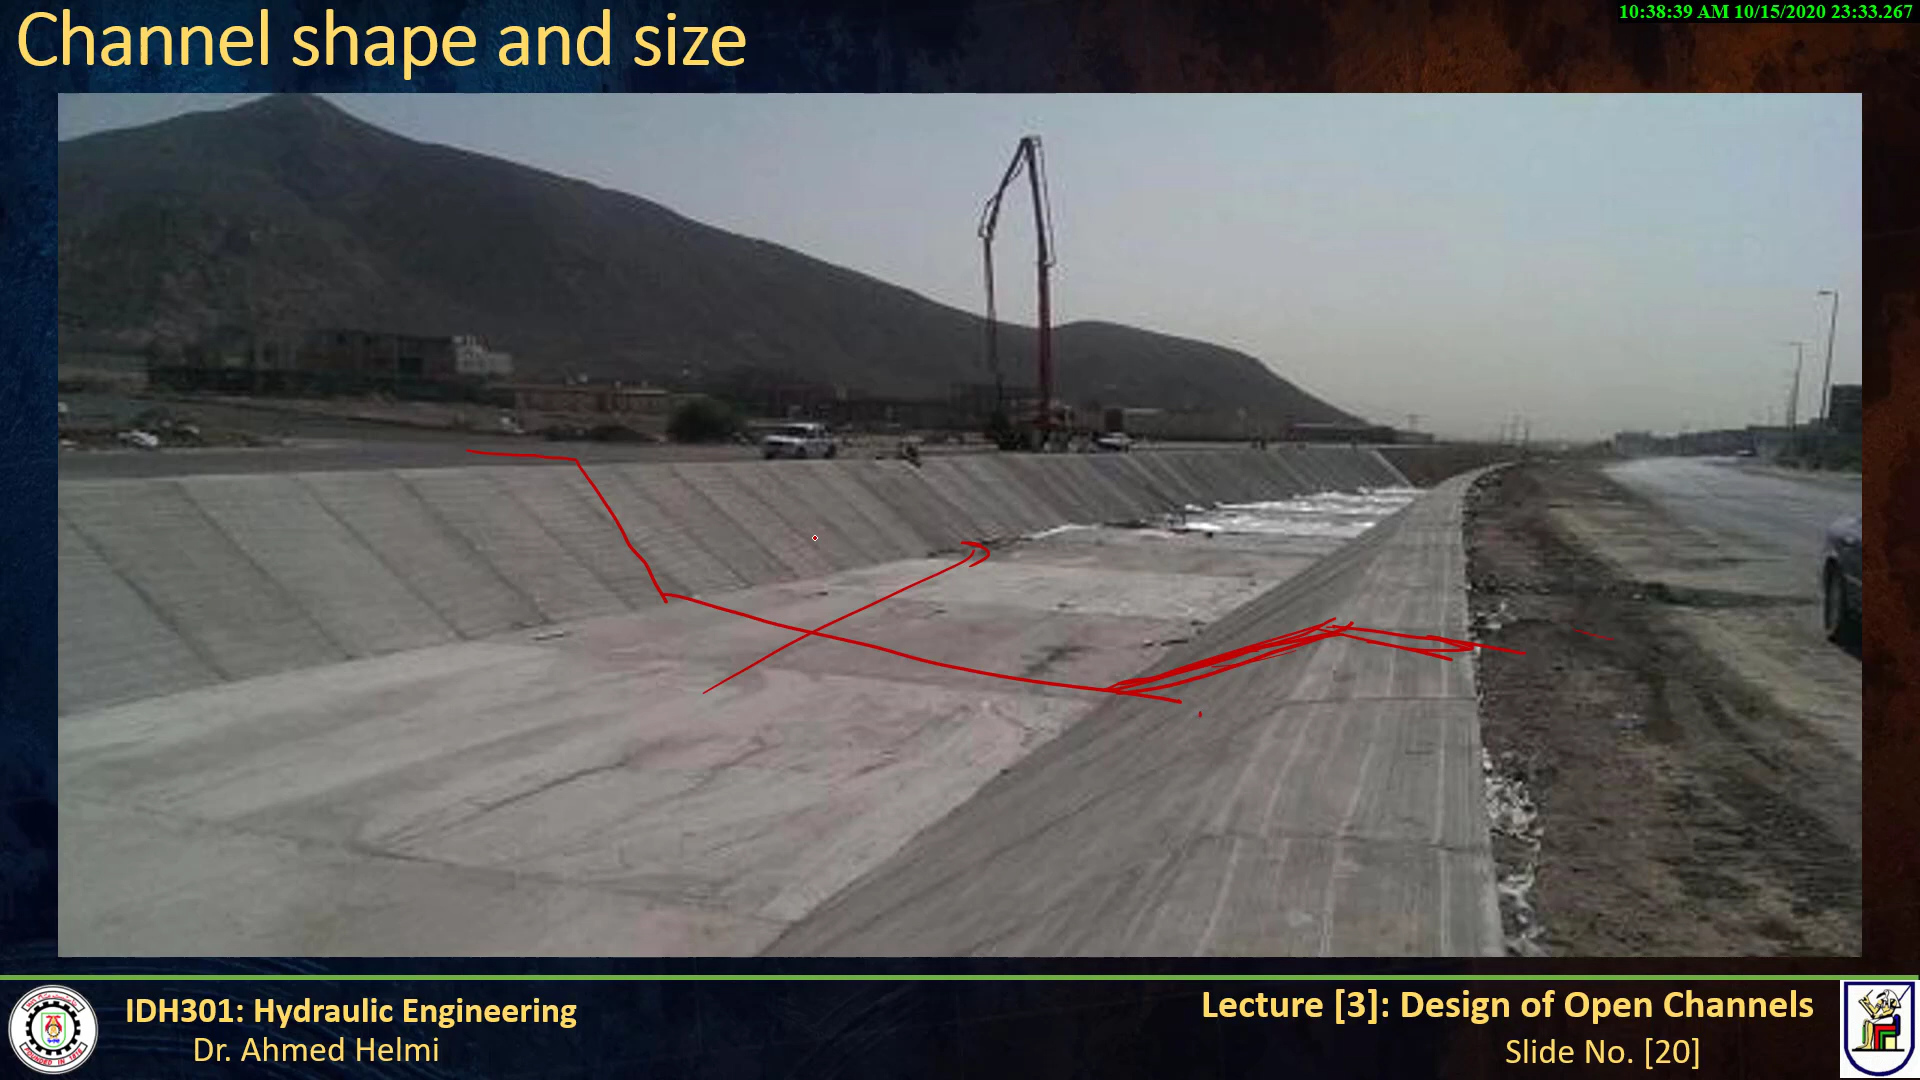 Channel shape and size
10:38:39 AM 10/15/2020 23:33.267
IDH301: Hydraulic Engineering
Dr. Ahmed Helmi
Lecture [3]: Design of Open Channels
Slide No. [20]